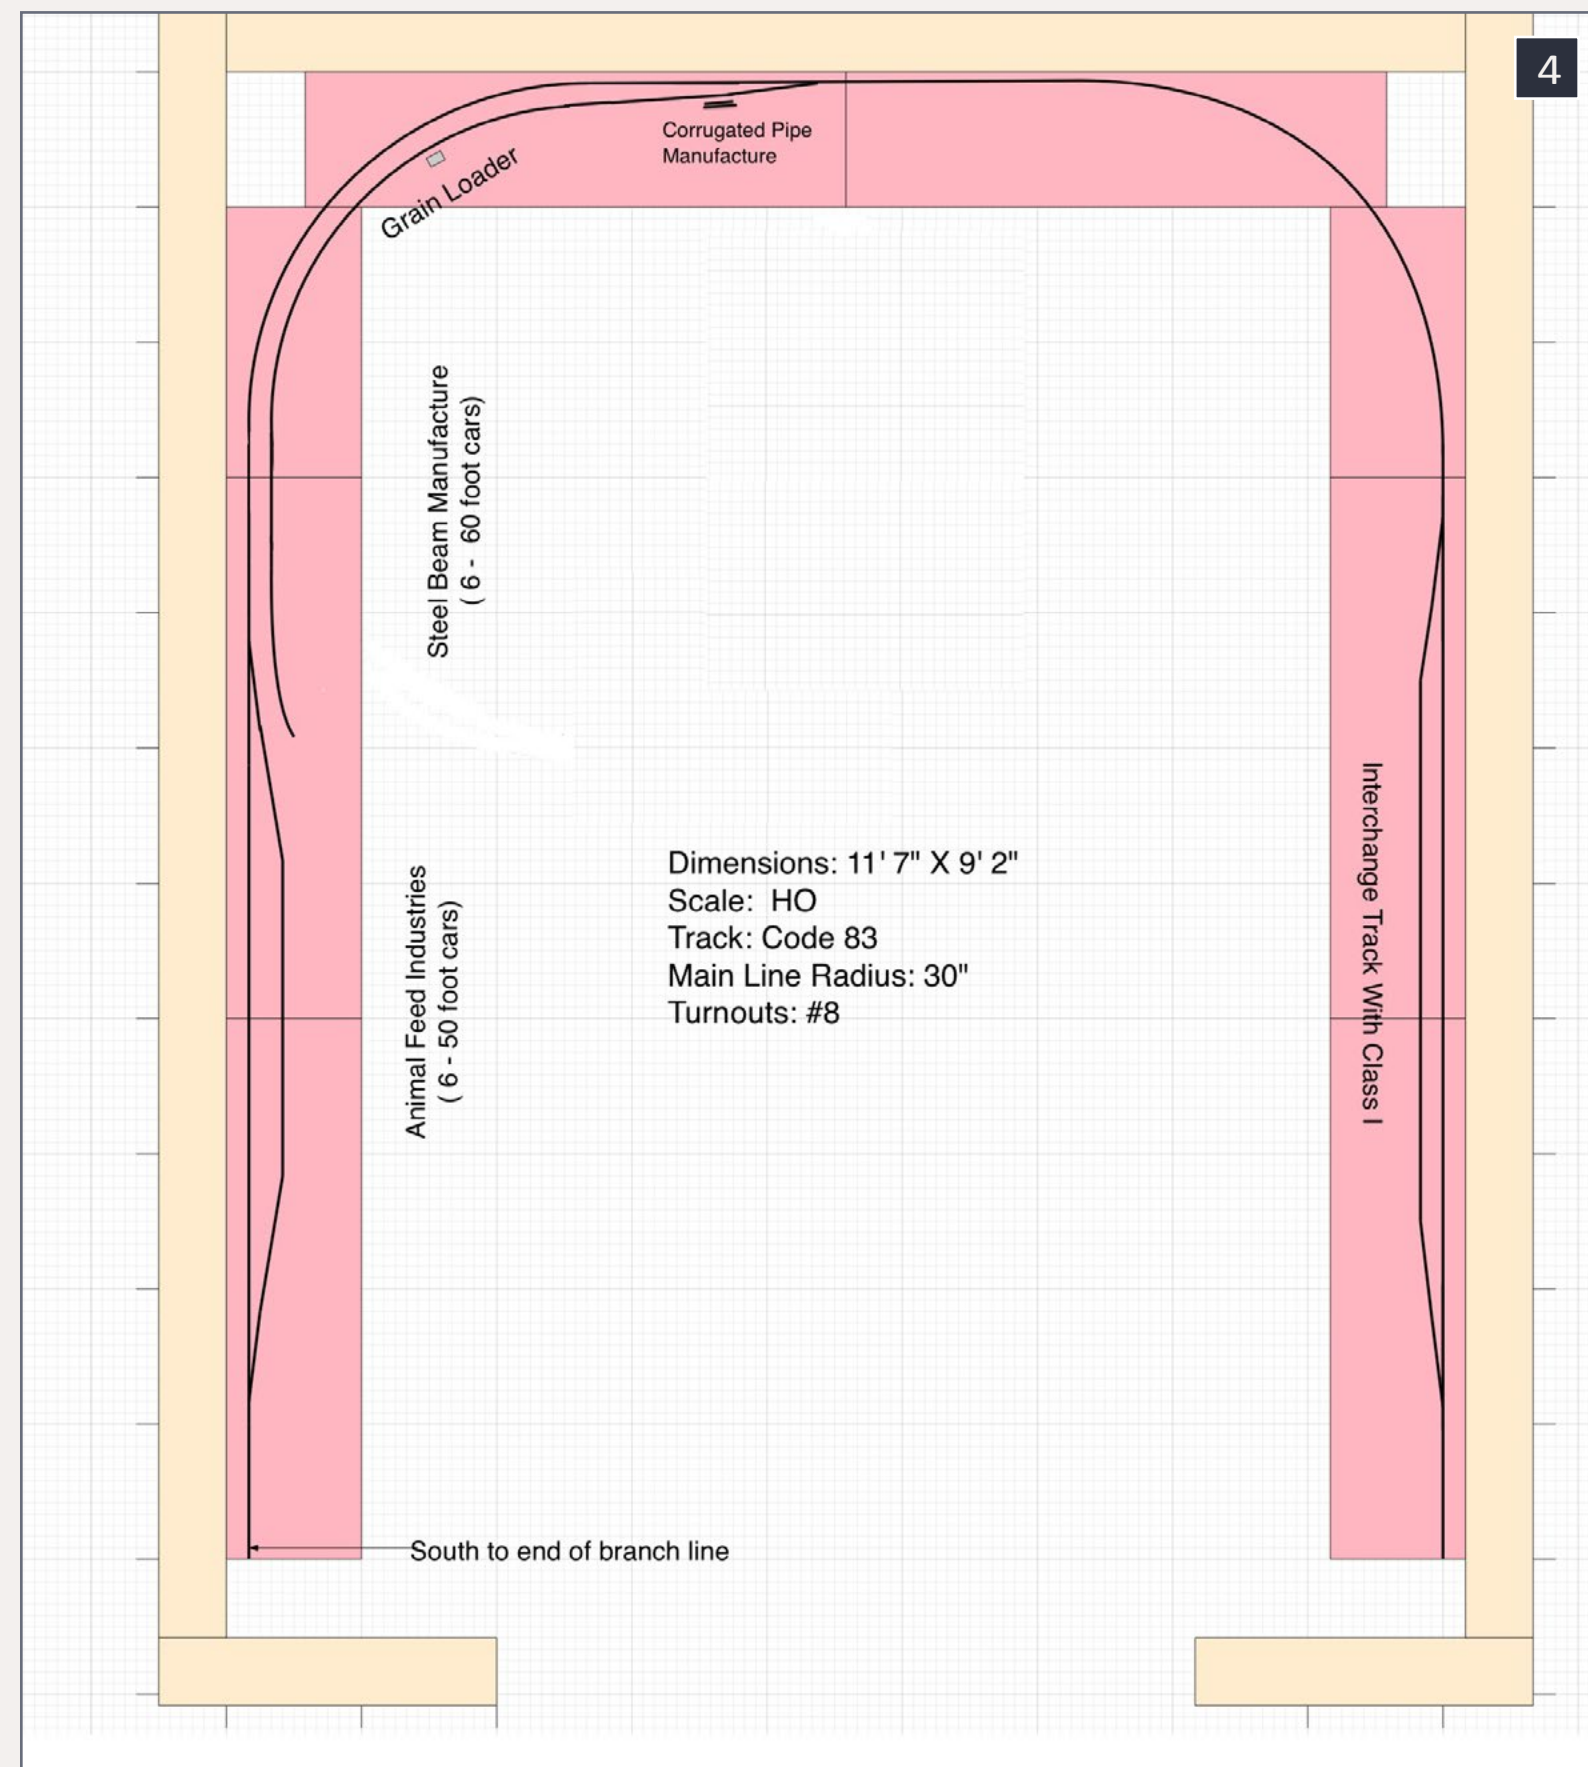 4
Corrugated Pipe
Manufacture
Grain Loader
Steel Beam Manufacture
( 6 -  60 foot cars)
Dimensions: 11' 7" X 9' 2"
Scale:  HO
Track: Code 83
Main Line Radius: 30"
Turnouts: #8
Animal Feed Industries
( 6 - 50 foot cars)
Interchange Track With Class I
South to end of branch line